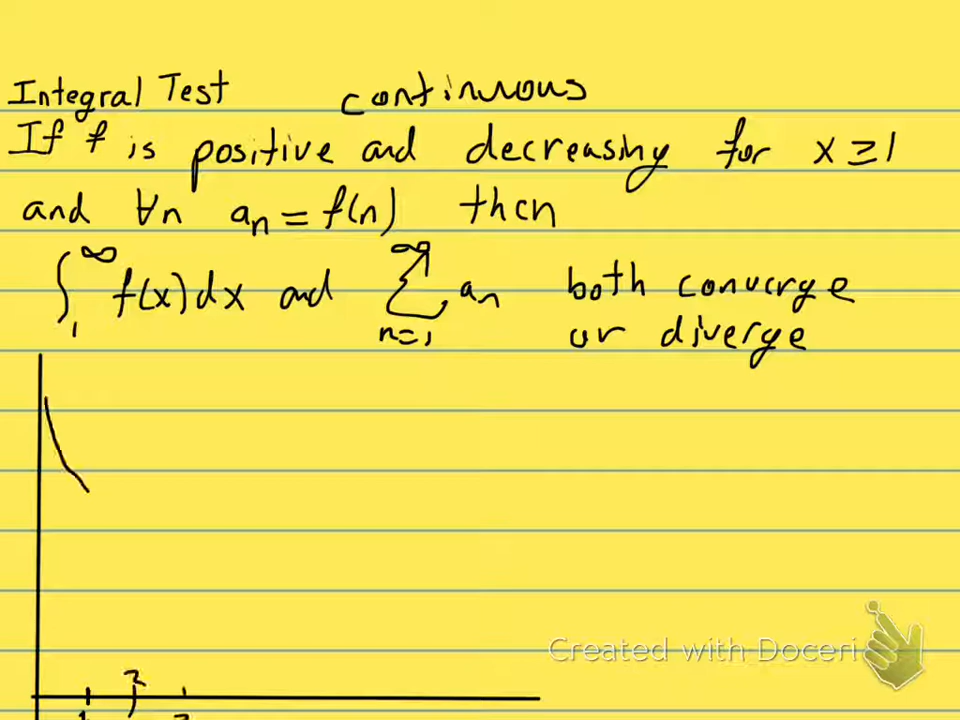 Integral Test continuous
If f is positive and decreasing for x ≥ 1
and ∀n aₙ = f(n) then
∫₁^∞ f(x)dx and ∑_{n=1}^∞ aₙ both converge
or diverge
Created with Doceri
2